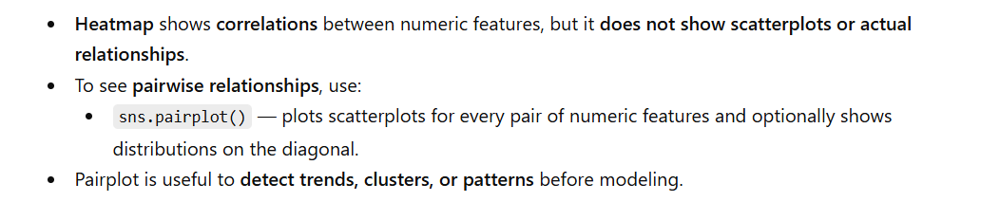 • Heatmap shows correlations between numeric features, but it does not show scatterplots or actual
relationships.
• To see pairwise relationships, use:
• sns.pairplot() — plots scatterplots for every pair of numeric features and optionally shows
distributions on the diagonal.
• Pairplot is useful to detect trends, clusters, or patterns before modeling.